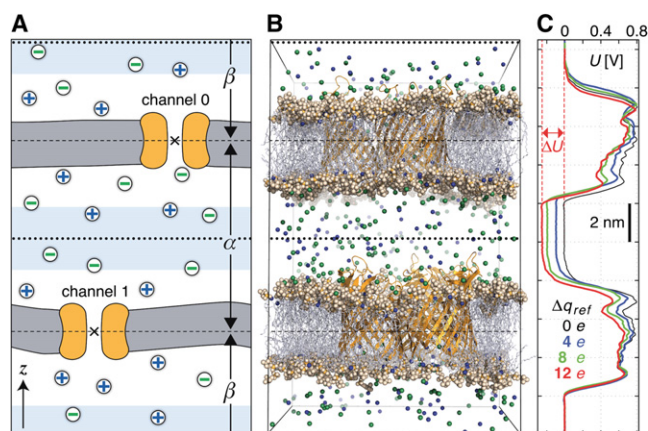 A
B
C
0
0.4
0.8
U [V]
β
channel 0
ΔU
2 nm
α
channel 1
Δq_ref
0 e
4 e
8 e
12 e
z
β